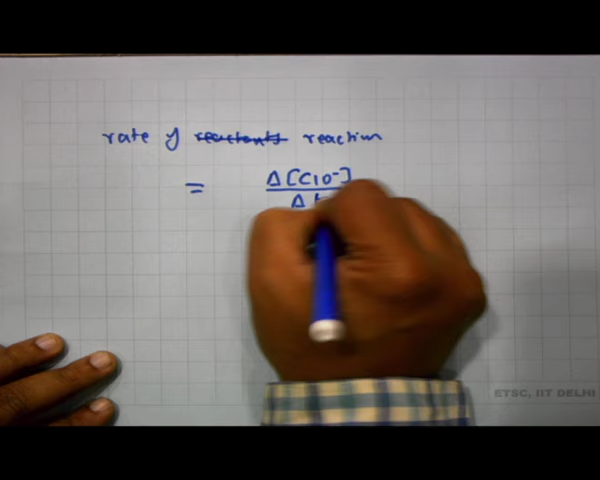 rate of reactants reaction
= Δ[ClO⁻]
Δt
ETSC, IIT DELHI